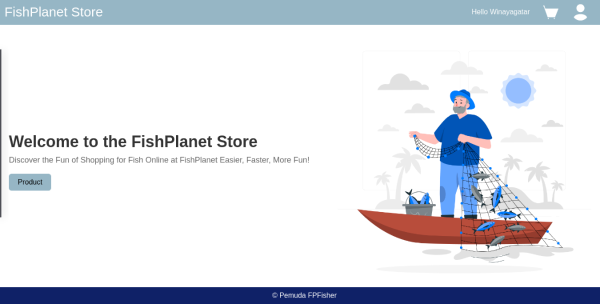 FishPlanet Store
Hello Winayagatar
Welcome to the FishPlanet Store
Discover the Fun of Shopping for Fish Online at FishPlanet Easier, Faster, More Fun!
Product
© Pemuda FPFisher